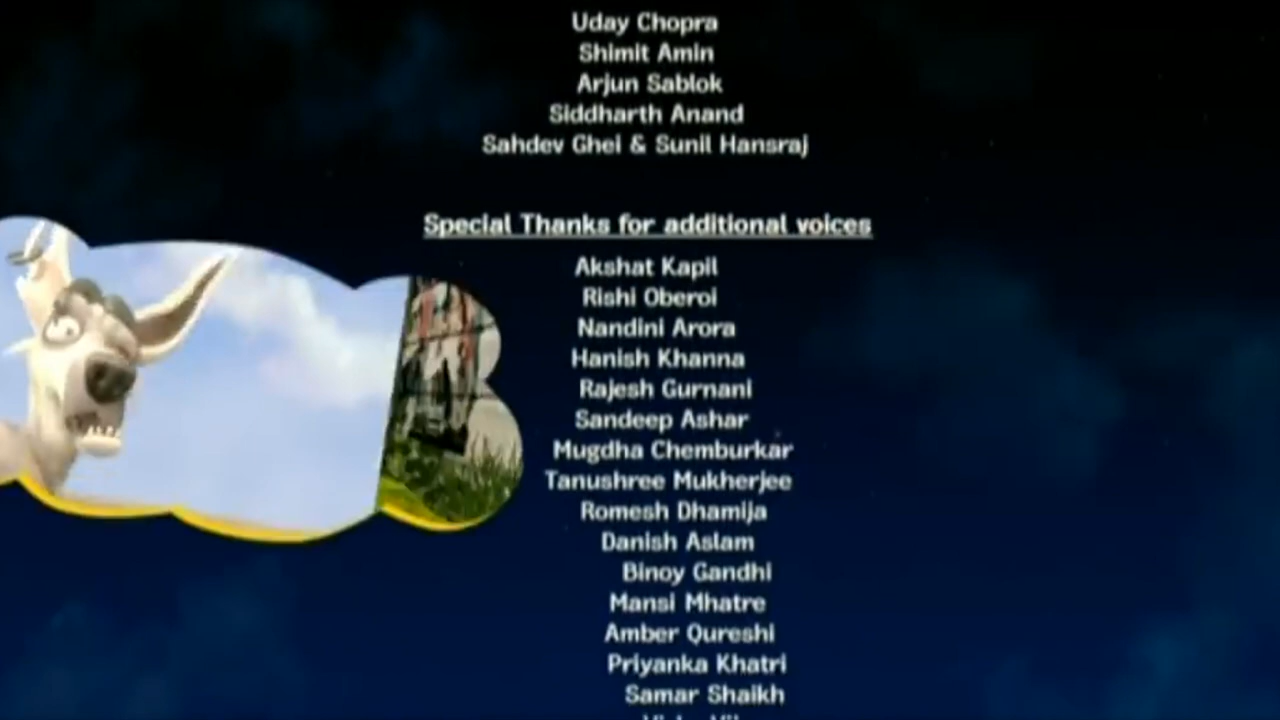 Uday Chopra
Shimit Amin
Arjun Sablok
Siddharth Anand
Sahdev Ghei & Sunil Hansraj
Special Thanks for additional voices
Akshat Kapil
Rishi Oberoi
Nandini Arora
Hanish Khanna
Rajesh Gurnani
Sandeep Ashar
Mugdha Chemburkar
Tanushree Mukherjee
Romesh Dhamija
Danish Aslam
Binoy Gandhi
Mansi Mhatre
Amber Qureshi
Priyanka Khatri
Samar Shaikh